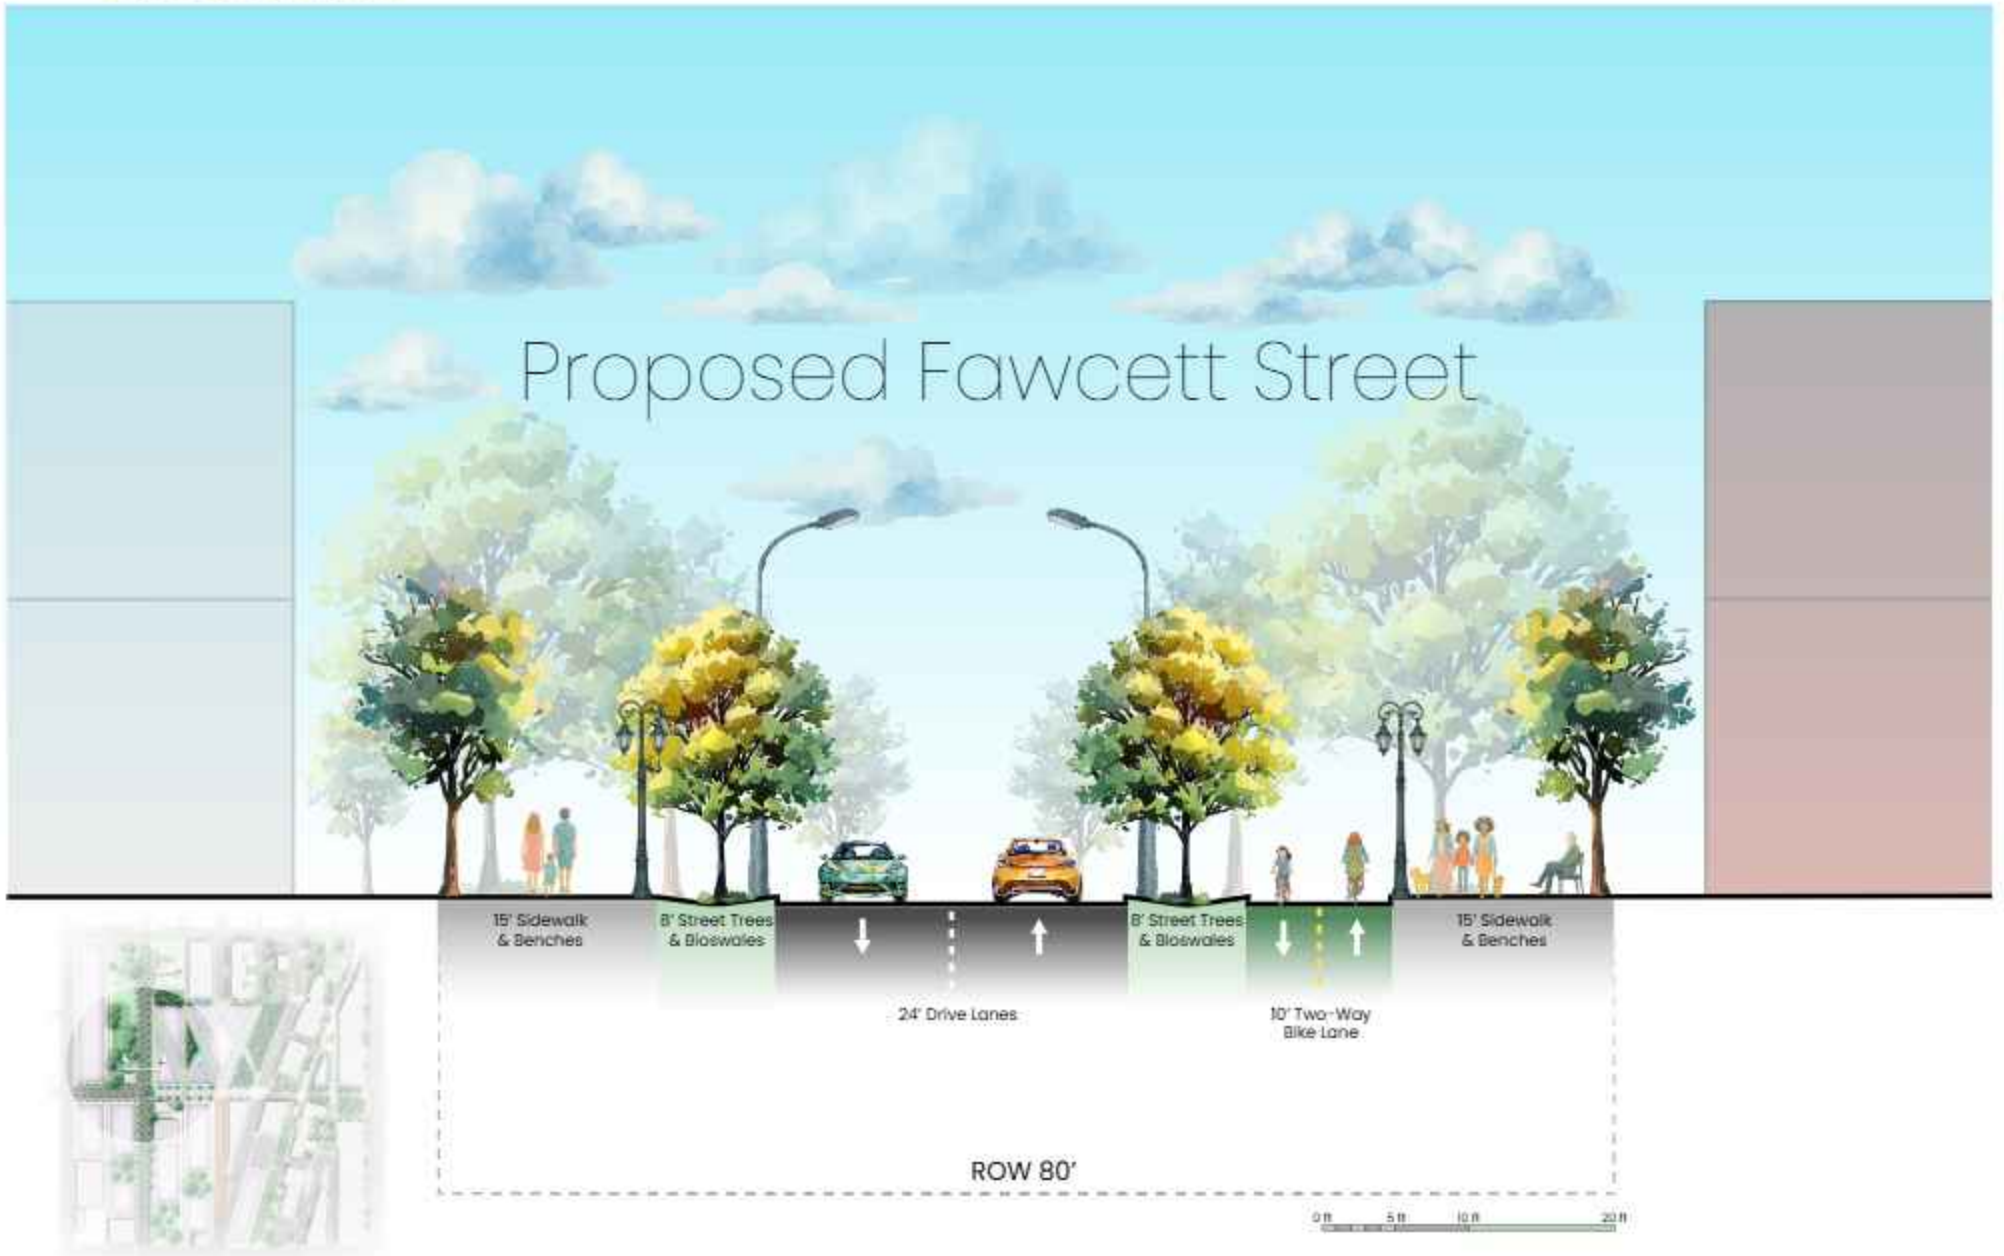 Proposed Fawcett Street
15' Sidewalk
& Benches
8' Street Trees
& Bioswales
8' Street Trees
& Bioswales
15' Sidewalk
& Benches
24' Drive Lanes
10' Two-Way
Bike Lane
ROW 80'
0 ft 5 ft 10 ft 20 ft